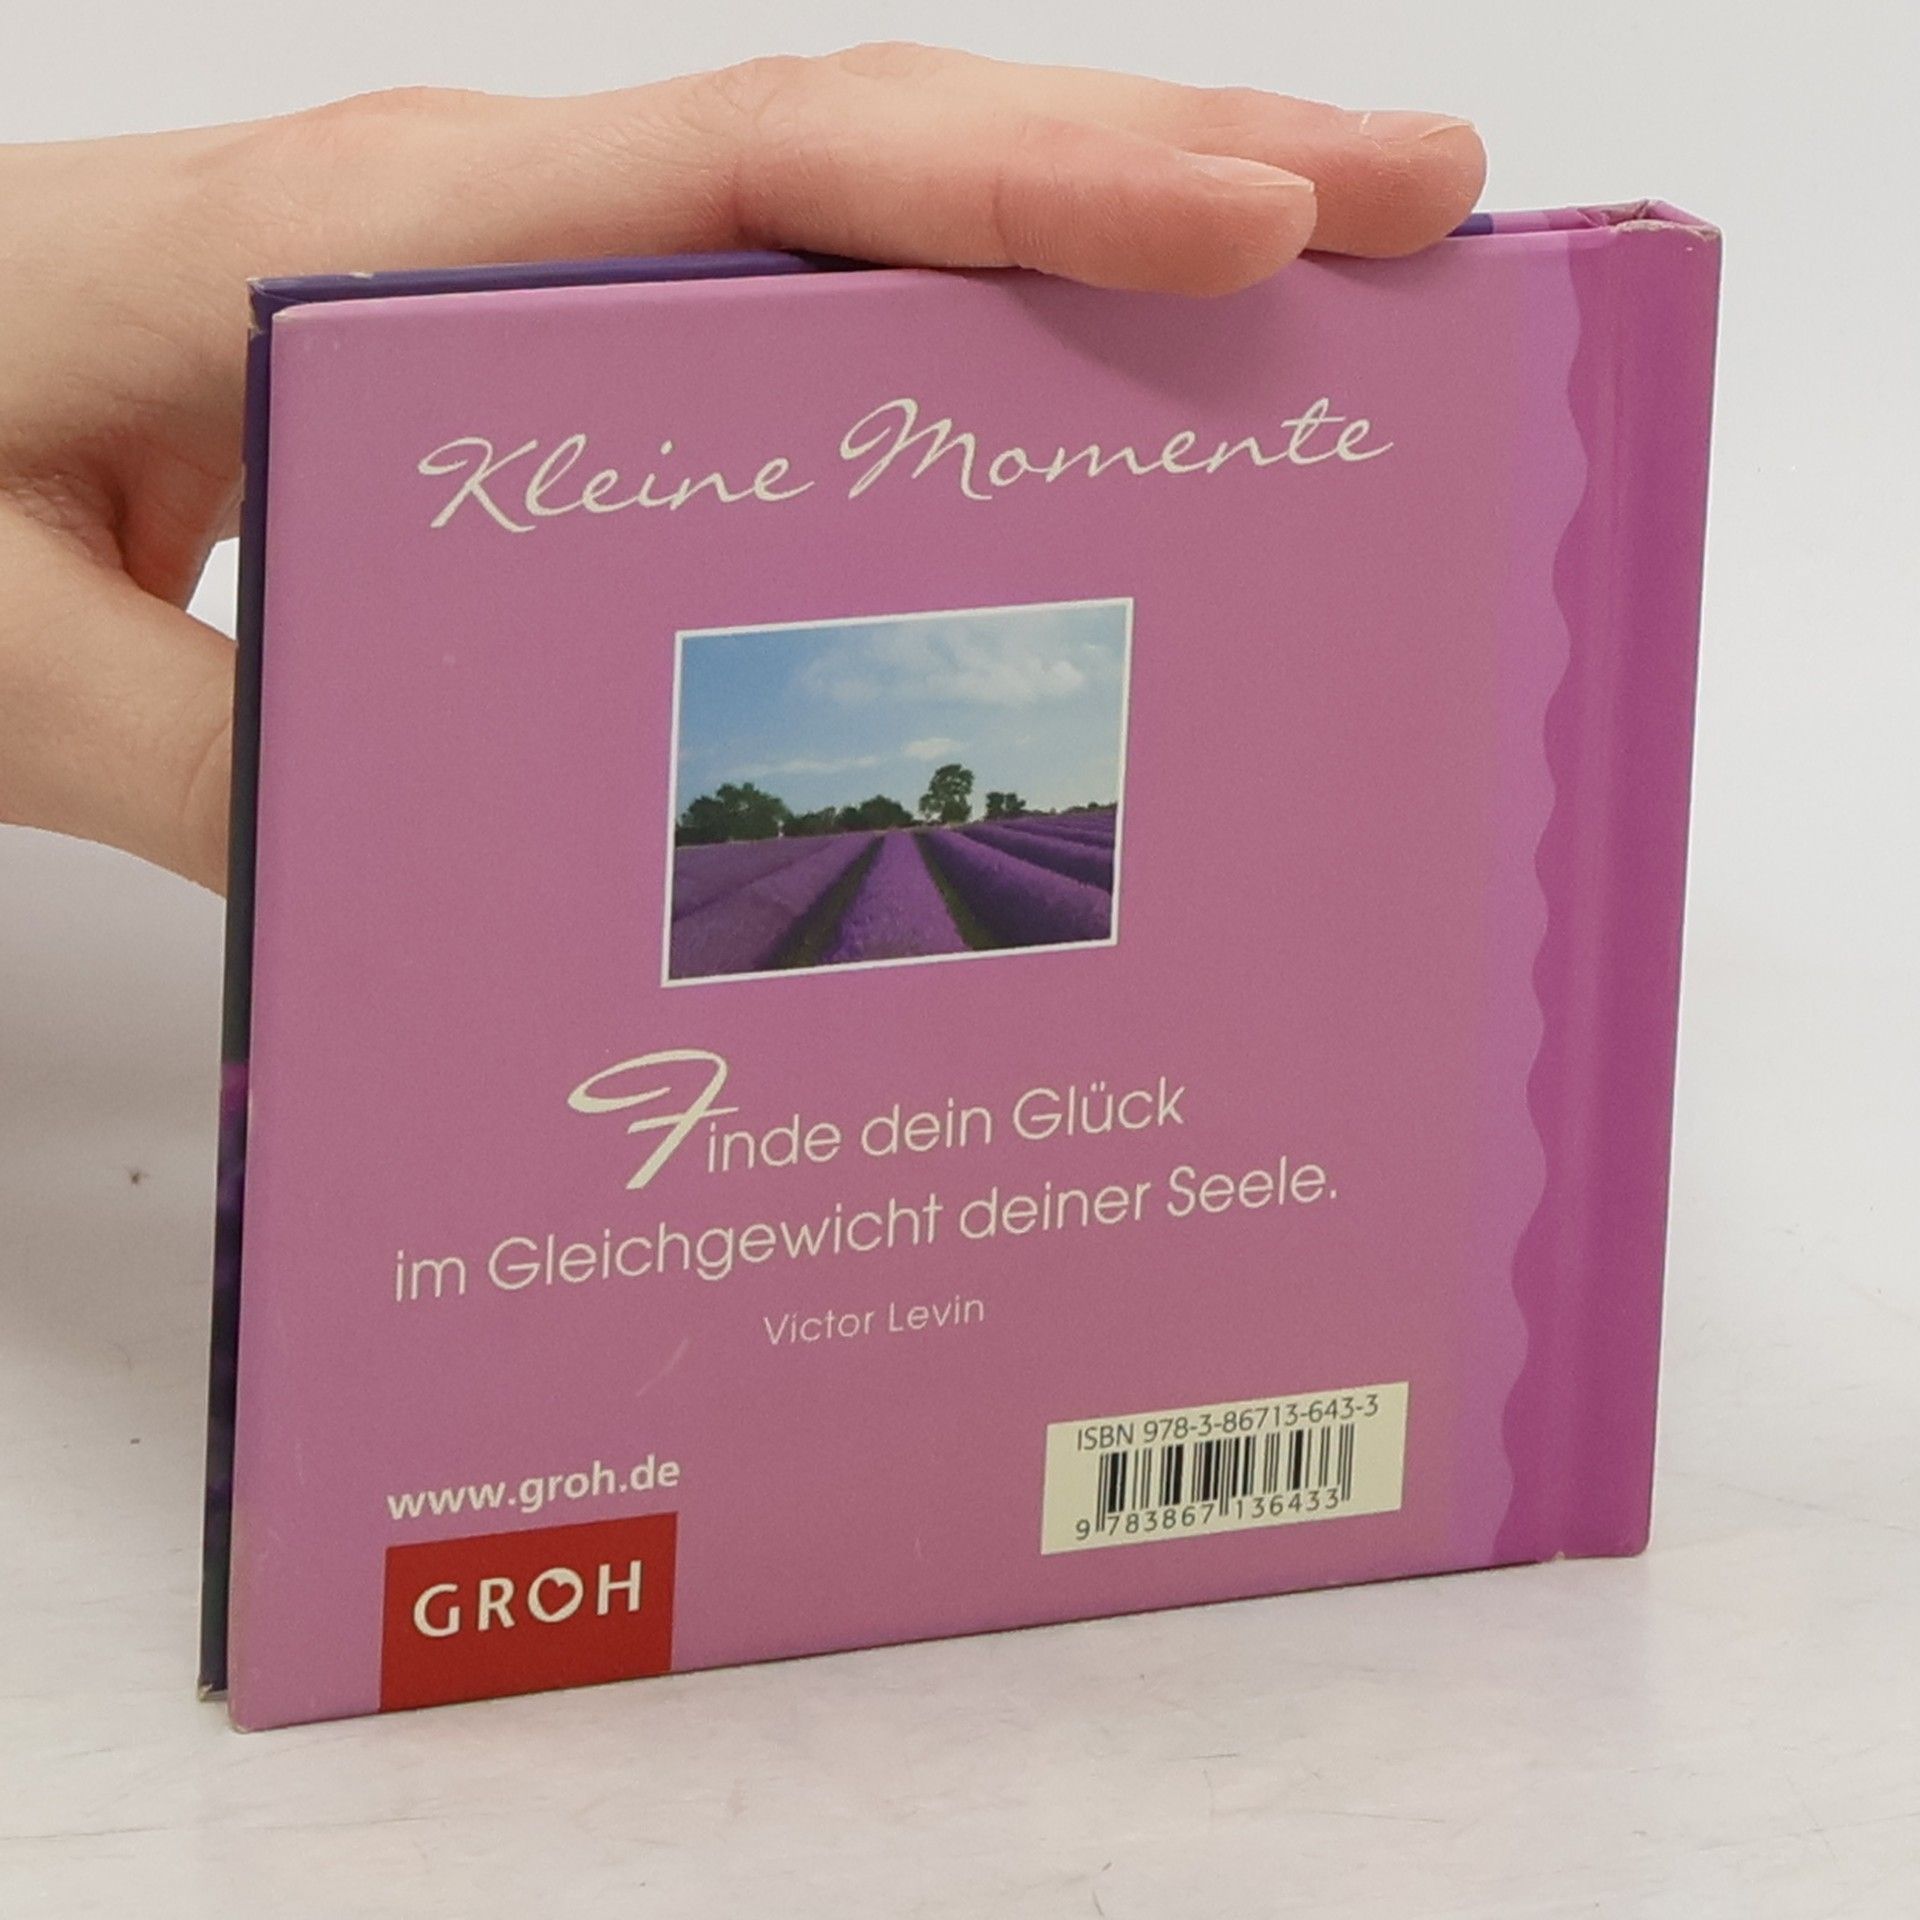 Kleine Momente
Finde dein Glück
im Gleichgewicht deiner Seele.
Victor Levin
www.groh.de
GROH
ISBN 978-3-86713-643-3
9 783867 136433